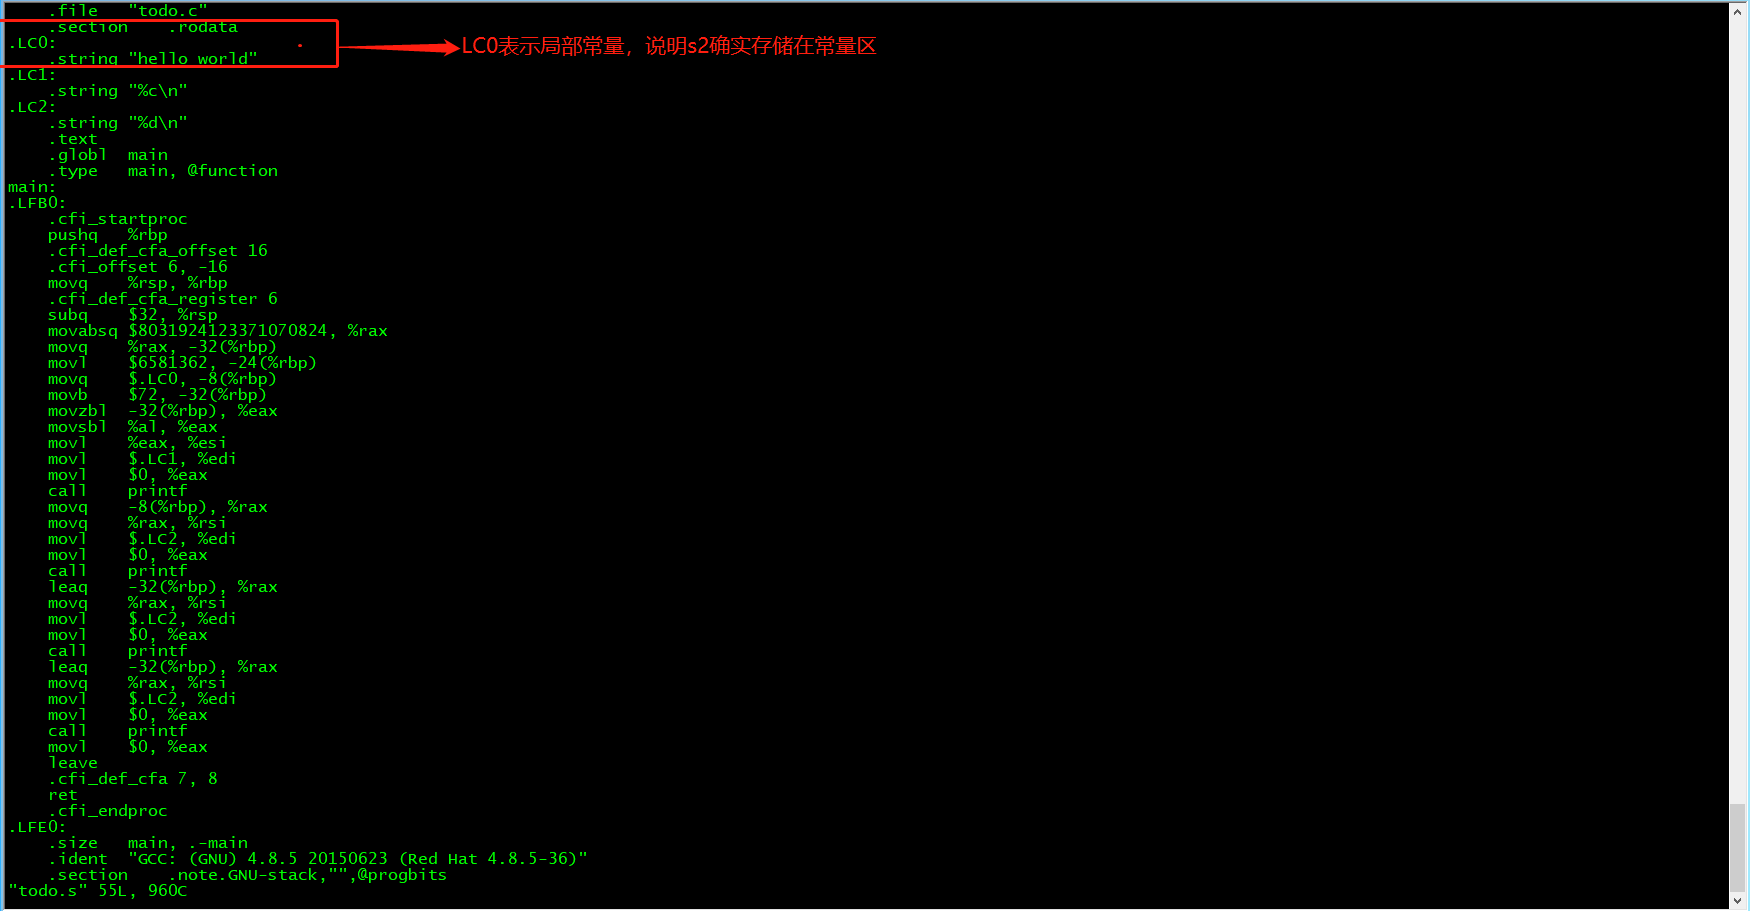 .file "todo.c"
.section .rodata
.LC0:
LC0表示局部常量，说明s2确实存储在常量区
.string "hello world"
.LC1:
.string "%c\n"
.LC2:
.string "%d\n"
.text
.globl main
.type main, @function
main:
.LFB0:
.cfi_startproc
pushq %rbp
.cfi_def_cfa_offset 16
.cfi_offset 6, -16
movq %rsp, %rbp
.cfi_def_cfa_register 6
subq $32, %rsp
movabsq $8031924123371070824, %rax
movq %rax, -32(%rbp)
movl $6581362, -24(%rbp)
movq $.LC0, -8(%rbp)
movb $72, -32(%rbp)
movzbl -32(%rbp), %eax
movsbl %al, %eax
movl %eax, %esi
movl $.LC1, %edi
movl $0, %eax
call printf
movq -8(%rbp), %rax
movq %rax, %rsi
movl $.LC2, %edi
movl $0, %eax
call printf
leaq -32(%rbp), %rax
movq %rax, %rsi
movl $.LC2, %edi
movl $0, %eax
call printf
leaq -32(%rbp), %rax
movq %rax, %rsi
movl $.LC2, %edi
movl $0, %eax
call printf
movl $0, %eax
leave
.cfi_def_cfa 7, 8
ret
.cfi_endproc
.LFE0:
.size main, .-main
.ident "GCC: (GNU) 4.8.5 20150623 (Red Hat 4.8.5-36)"
.section .note.GNU-stack,"",@progbits
"todo.s" 55L, 960C